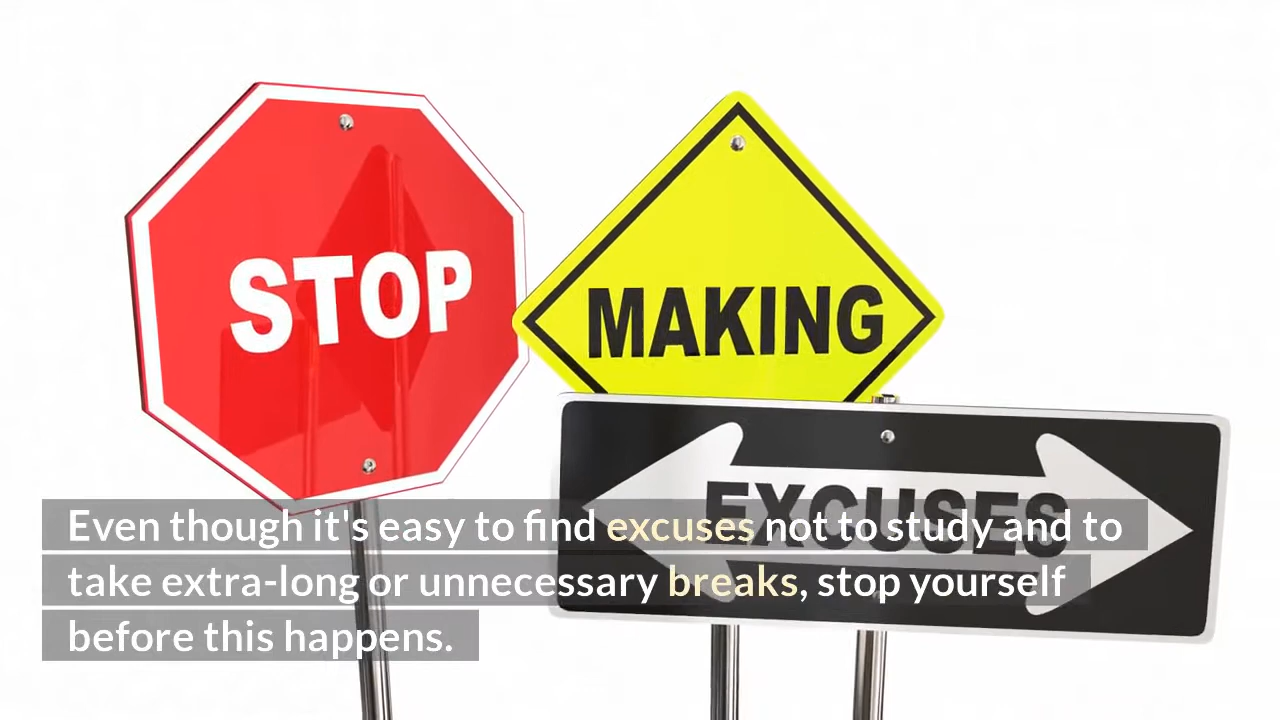 STOP
MAKING
EXCUSES
Even though it's easy to find excuses not to study and to
take extra-long or unnecessary breaks, stop yourself
before this happens.